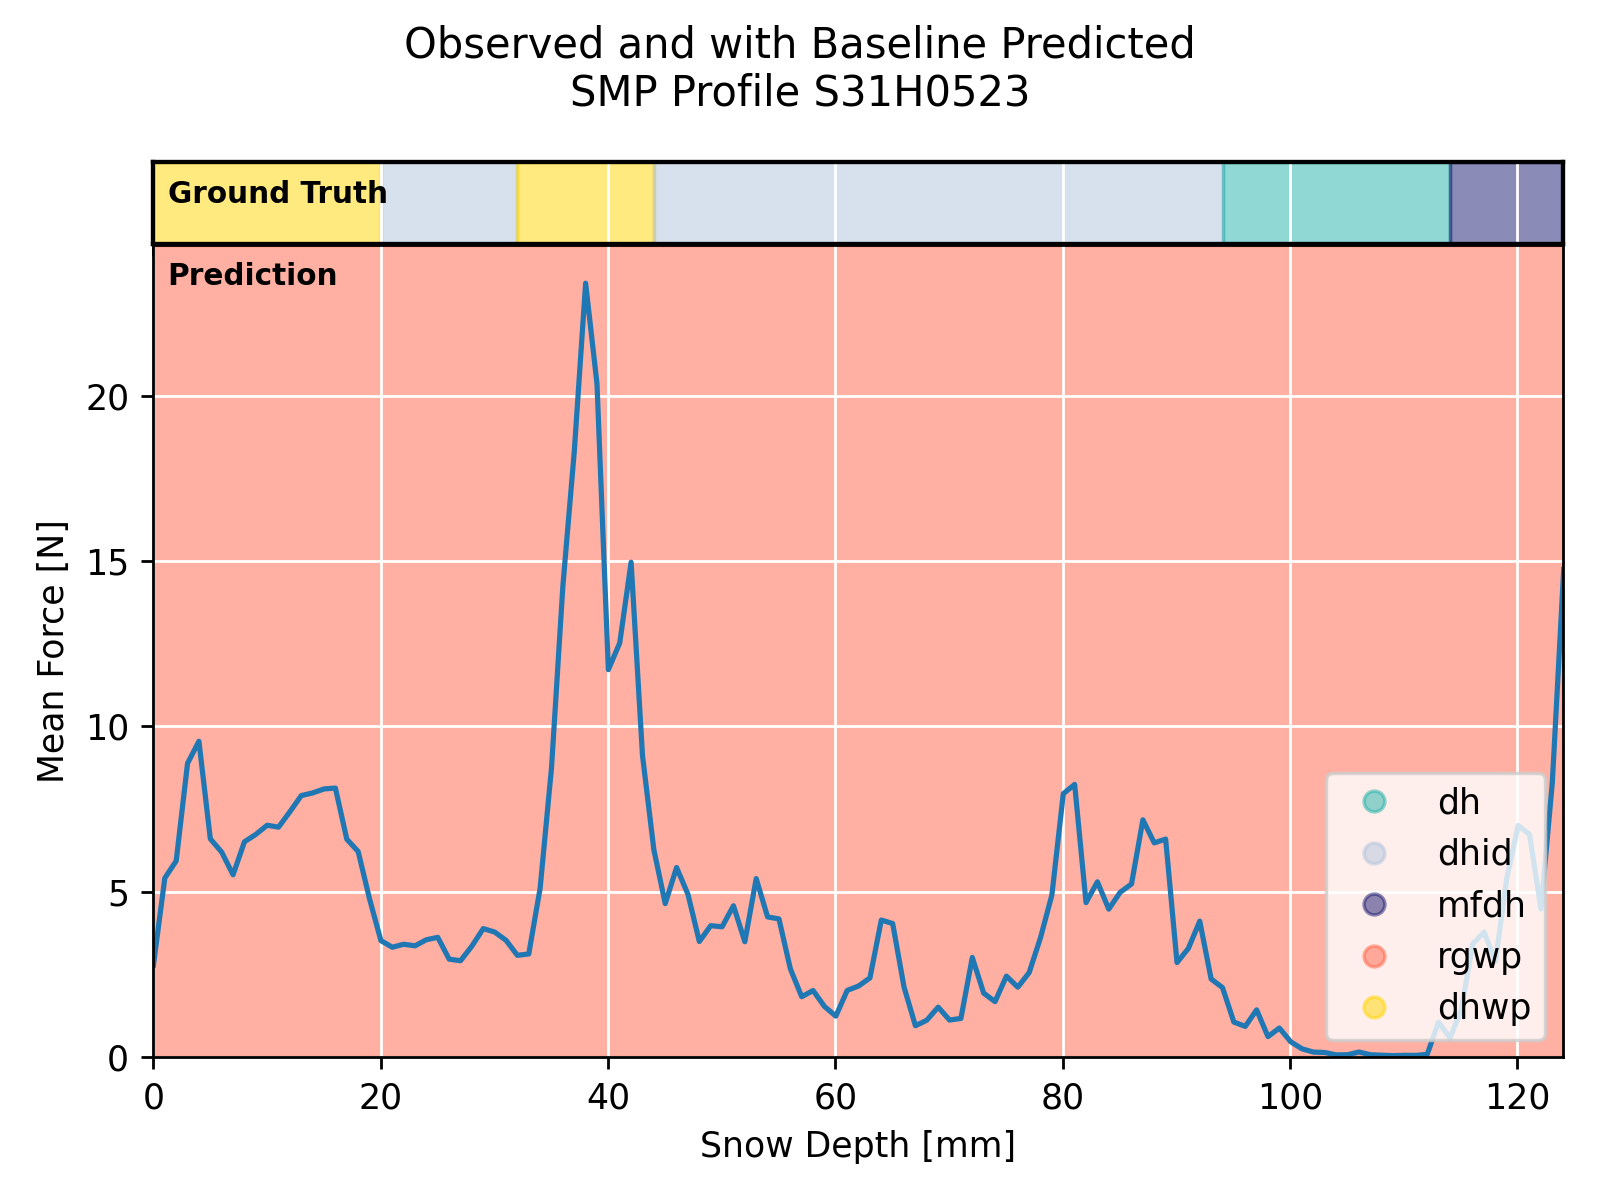 Observed and with Baseline Predicted
SMP Profile S31H0523
Ground Truth
Prediction
20
15
10
5
0
Mean Force [N]
dh
dhid
mfdh
rgwp
dhwp
0 20 40 60 80 100 120
Snow Depth [mm]